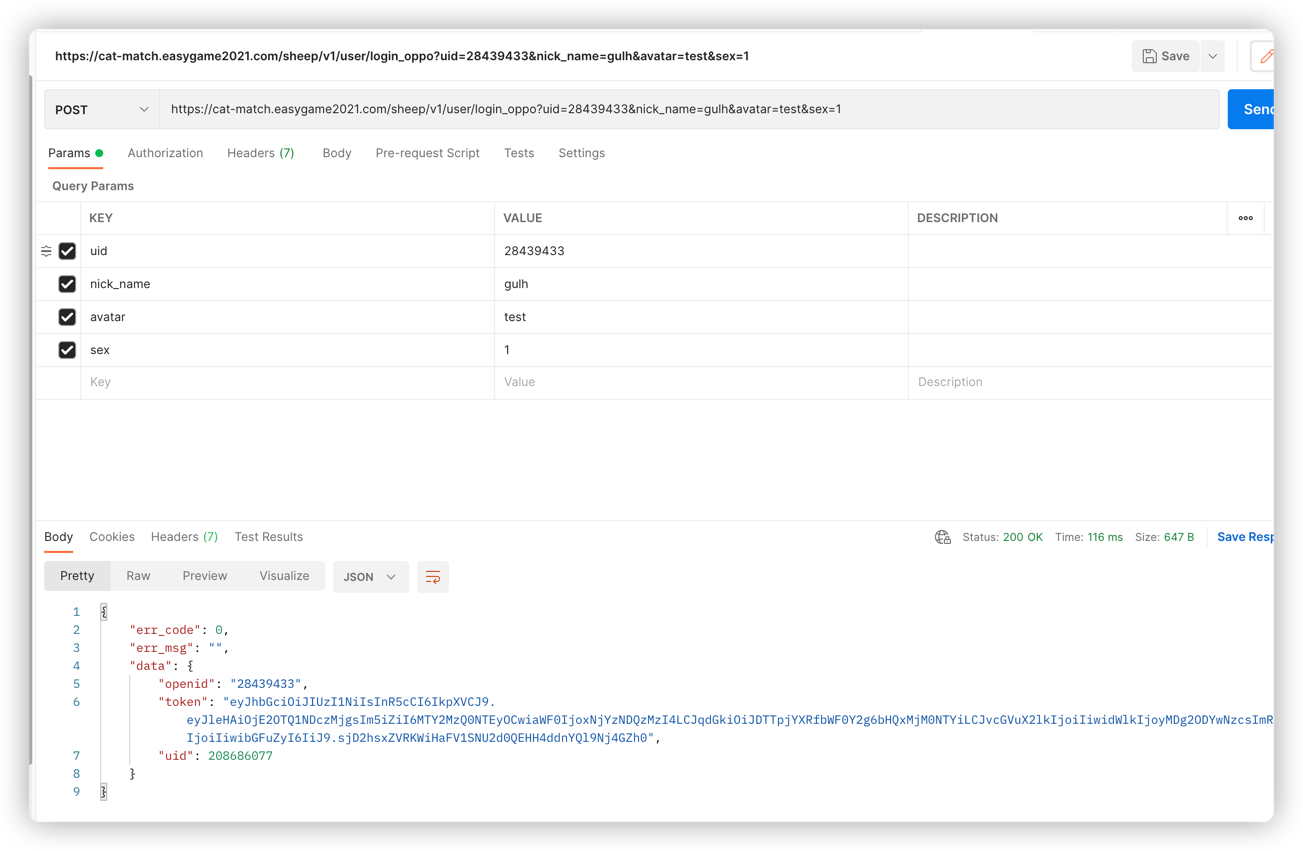 https://cat-match.easygame2021.com/sheep/v1/user/login_oppo?uid=28439433&nick_name=gulh&avatar=test&sex=1
Save
POST
https://cat-match.easygame2021.com/sheep/v1/user/login_oppo?uid=28439433&nick_name=gulh&avatar=test&sex=1
Send
Params
Authorization
Headers (7)
Body
Pre-request Script
Tests
Settings
Query Params
KEY VALUE DESCRIPTION
uid 28439433
nick_name gulh
avatar test
sex 1
Key Value Description
Body
Cookies
Headers (7)
Test Results
Status: 200 OK
Time: 116 ms
Size: 647 B
Save Resp
Pretty
Raw
Preview
Visualize
JSON
1 {
2 "err_code": 0,
3 "err_msg": "",
4 "data": {
5 "openid": "28439433",
6 "token": "eyJhbGciOiJIUzI1NiIsInR5cCI6IkpXVCJ9.
eyJleHAiOjE2OTQ1NDczMjgsIm5iZiI6MTY2MzQ0NTEyOCwiaWF0IjoxNjYzNDQzMzI4LCJqdGkiOiJDTTpjYXRfbWF0Y2g6bHQxMjM0NTYiLCJvcGVuX2lkIjoiIiwidWlkIjoyMDg2ODYwNzcsImR
IjoiIiwibGFuZyI6IiJ9.sjD2hsxZVRKWiHaFV1SNU2d0QEHH4ddnYQl9Nj4GZh0",
7 "uid": 208686077
8 }
9 }